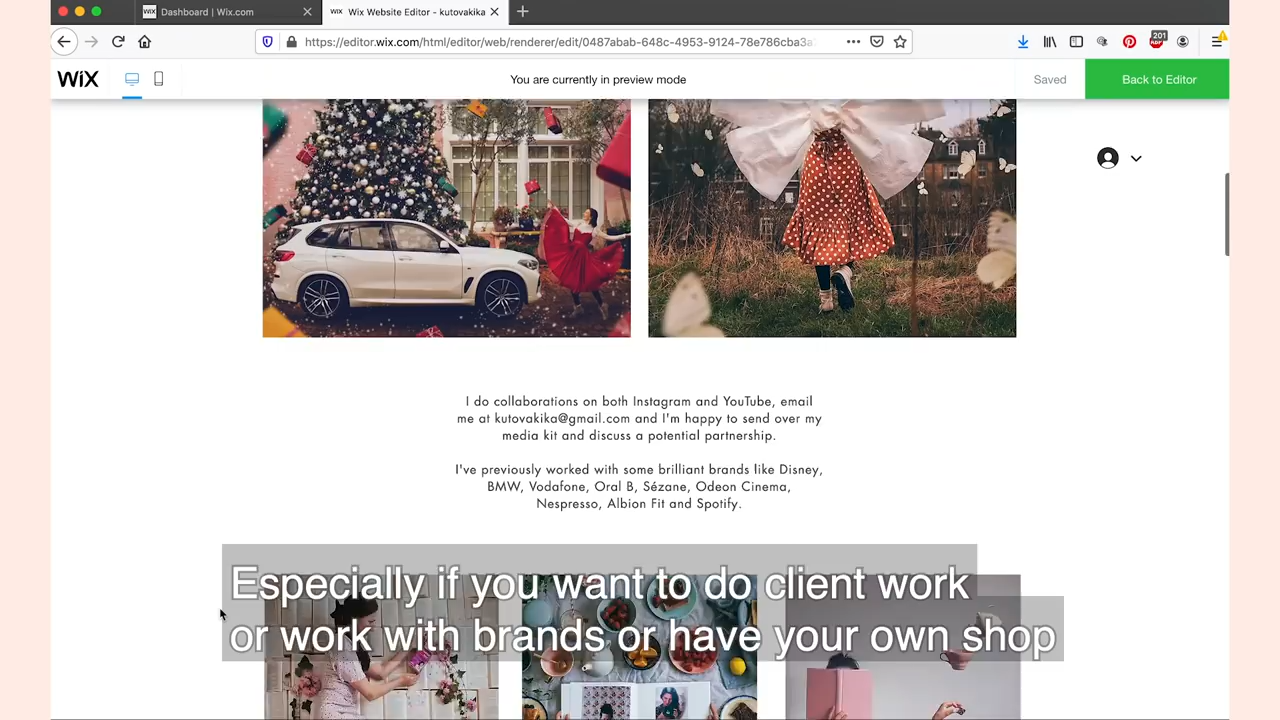 Dashboard | Wix.com
Wix Website Editor - kutovakika
https://editor.wix.com/html/editor/web/renderer/edit/0487abab-648c-4953-9124-78e786cba3a
201
WiX
You are currently in preview mode
Saved
Back to Editor
I do collaborations on both Instagram and YouTube, email
me at kutovakika@gmail.com and I'm happy to send over my
media kit and discuss a potential partnership.
I've previously worked with some brilliant brands like Disney,
BMW, Vodafone, Oral B, Sézane, Odeon Cinema,
Nespresso, Albion Fit and Spotify.
Especially if you want to do client work
or work with brands or have your own shop